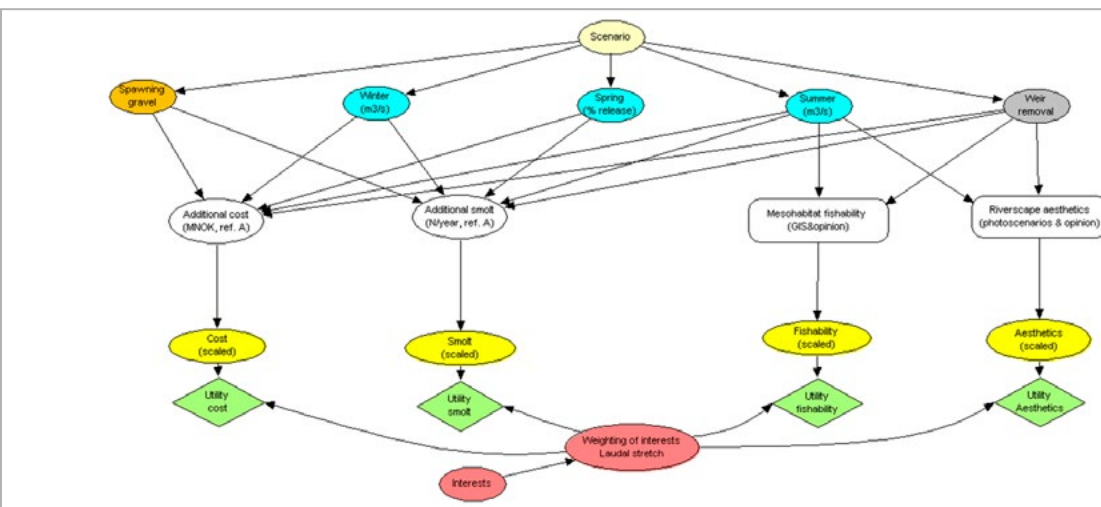 Scenario
Spawning
gravel
Winter
(m3/s)
Spring
(% release)
Summer
(m3/s)
Weir
removal
Additional cost
(MNOK, ref. A)
Additional smolt
(N/year, ref. A)
Mesohabitat fishability
(GIS&opinion)
Riverscape aesthetics
(photoscenarios & opinion)
Cost
(scaled)
Smolt
(scaled)
Fishability
(scaled)
Aesthetics
(scaled)
Utility
cost
Utility
smolt
Utility
fishability
Utility
Aesthetics
Weighting of interests
Laudal stretch
Interests